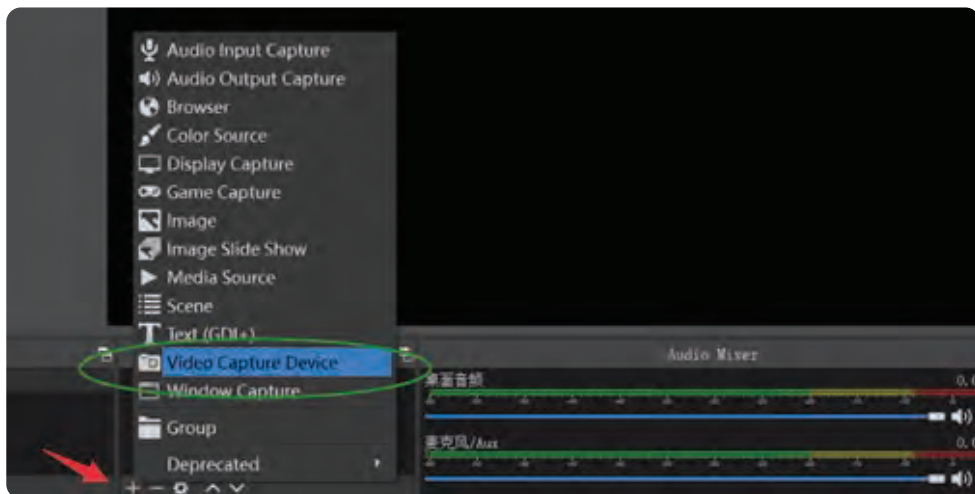 Audio Input Capture
Audio Output Capture
Browser
Color Source
Display Capture
Game Capture
Image
Image Slide Show
Media Source
Scene
Text (GDI+)
Video Capture Device
Window Capture
Group
Deprecated
Audio Mixer
桌面音频
麦克风/Aux